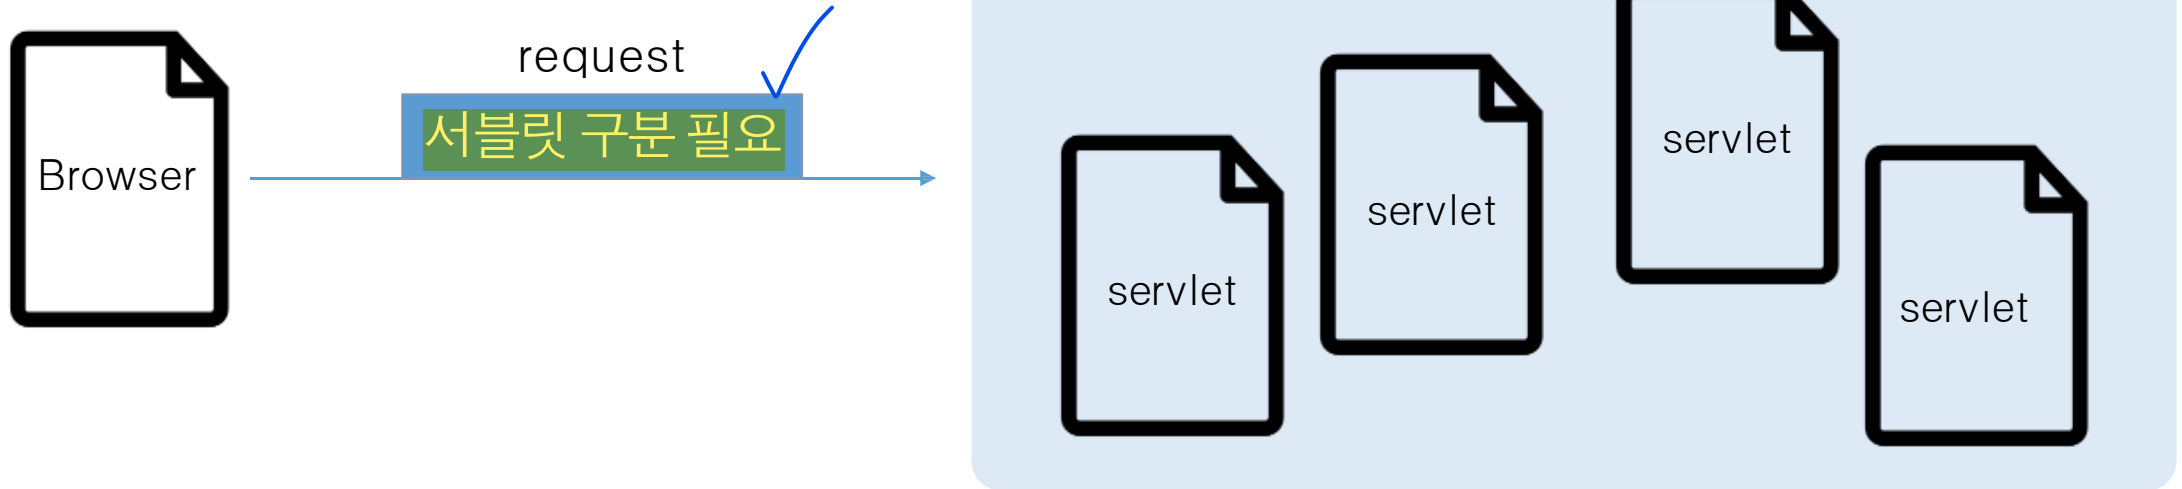 request
서블릿 구분 필요
Browser
servlet
servlet
servlet
servlet